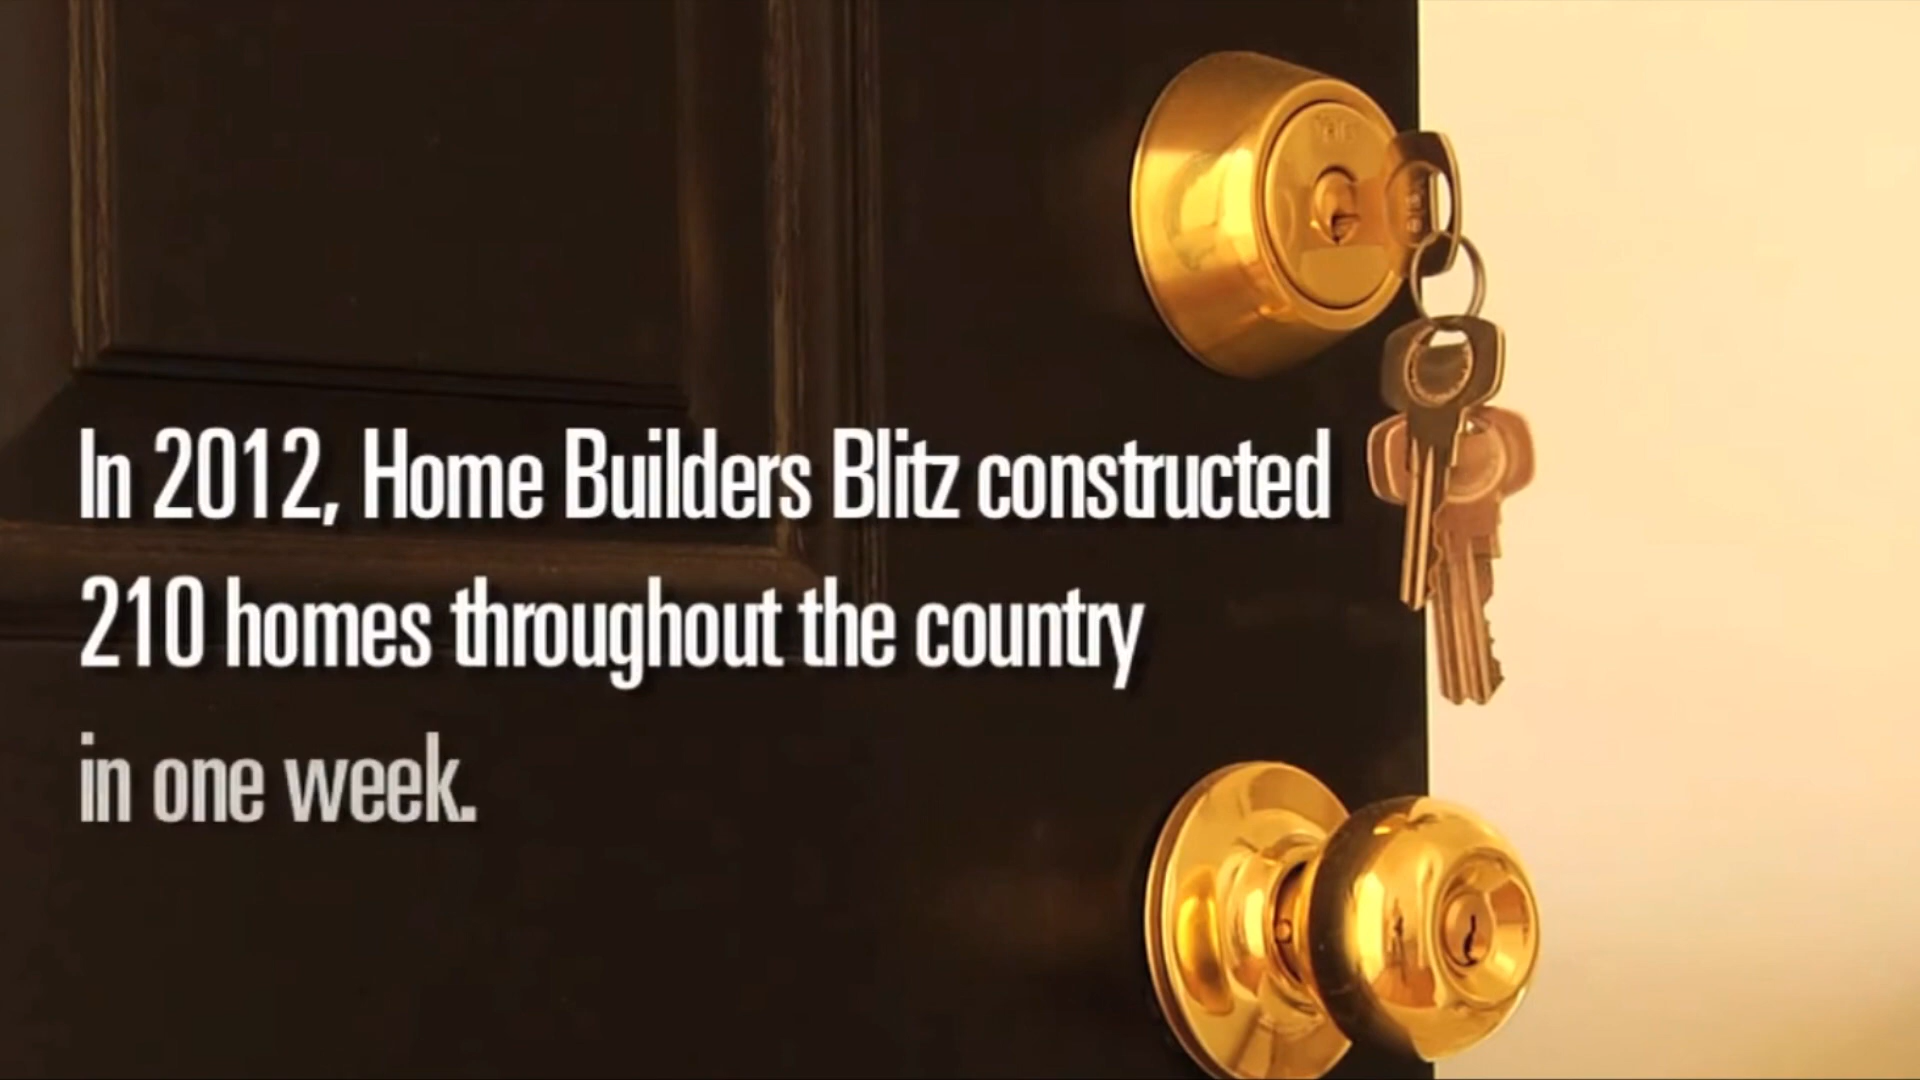 In 2012, Home Builders Blitz constructed
210 homes throughout the country
in one week.